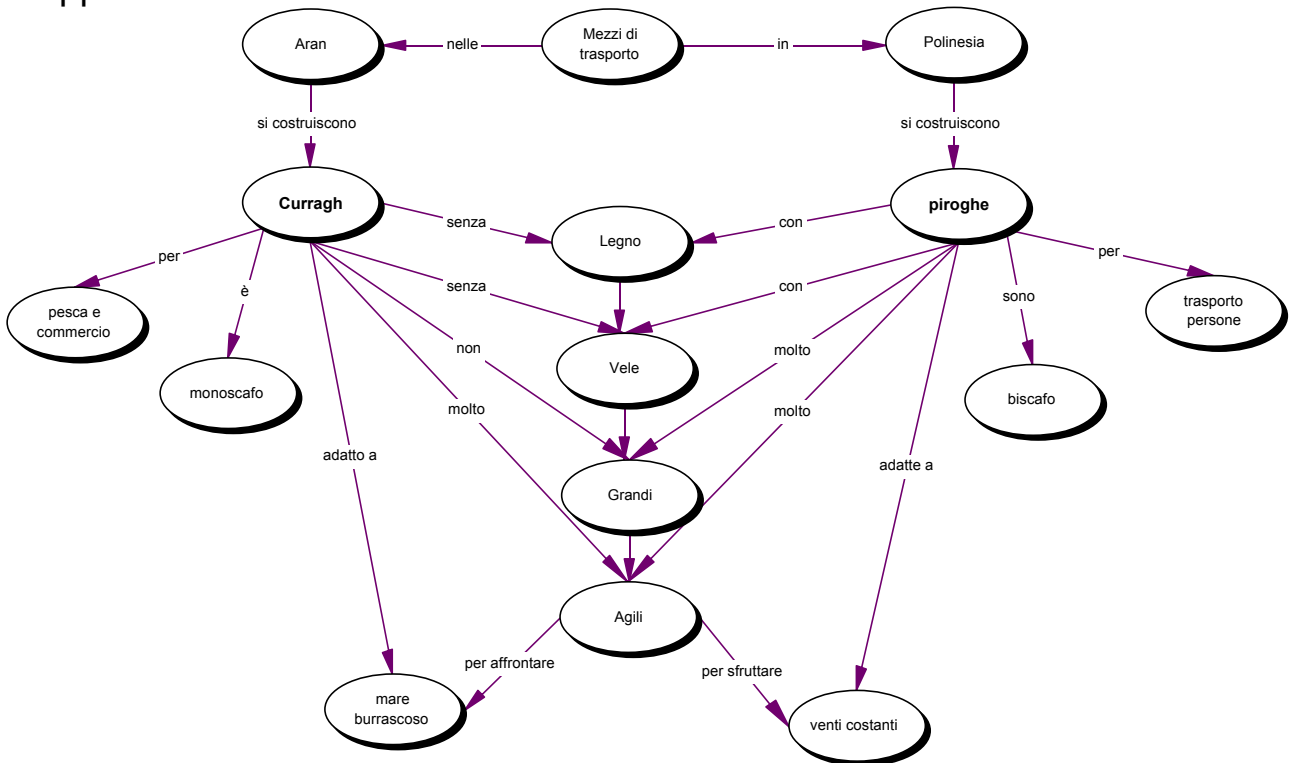 Aran
nelle
Mezzi di
trasporto
in
Polinesia
si costruiscono
si costruiscono
Curragh
piroghe
senza
Legno
con
per
per
è
senza
con
sono
pesca e
commercio
trasporto
persone
non
Vele
molto
monoscafo
biscafo
molto
molto
adatto a
adatte a
Grandi
Agili
per affrontare
per sfruttare
mare
burrascoso
venti costanti